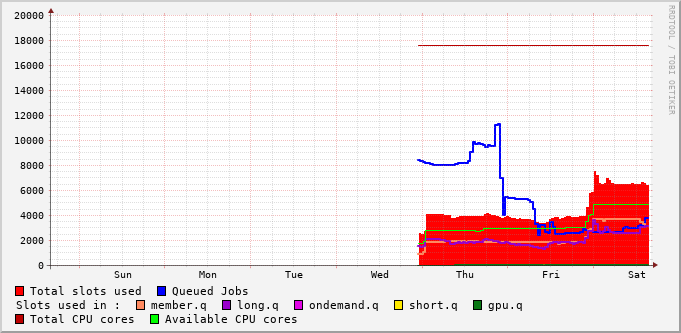 20000
18000
16000
14000
12000
10000
8000
6000
4000
2000
0
Sun Mon Tue Wed Thu Fri Sat
RRDTOOL / TOBI OETIKER
Total slots used Queued Jobs
Slots used in : member.q long.q ondemand.q short.q gpu.q
Total CPU cores Available CPU cores